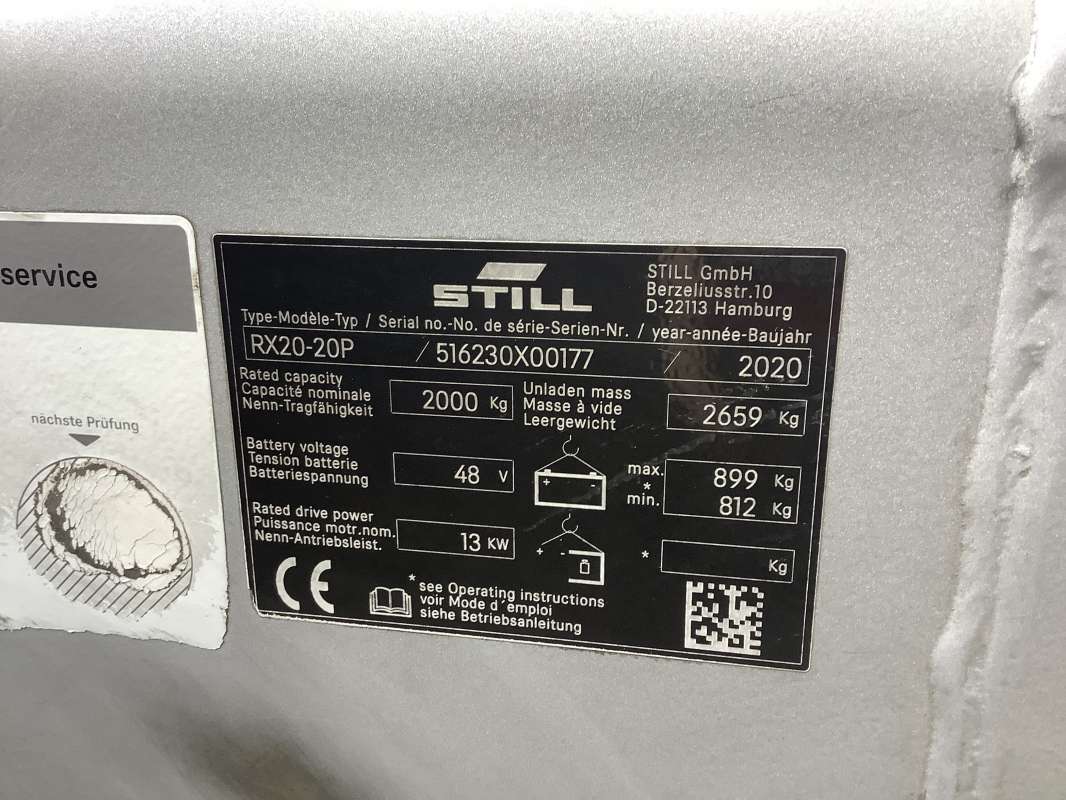 service
nächste Prüfung
STILL
STILL GmbH
Berzeliusstr.10
D-22113 Hamburg
Type-Modèle-Typ / Serial no.-No. de série-Serien-Nr. / year-année-Baujahr
RX20-20P / 516230X00177 / 2020
Rated capacity
Capacité nominale
Nenn-Tragfähigkeit
2000 Kg
Unladen mass
Masse à vide
Leergewicht
2659 Kg
Battery voltage
Tension batterie
Batteriespannung
48 V
+ -
max. 899 Kg
*
min. 812 Kg
Rated drive power
Puissance motr.nom.
Nenn-Antriebsleist.
13 KW
+ -
* Kg
CE
* see Operating instructions
voir Mode d´emploi
siehe Betriebsanleitung